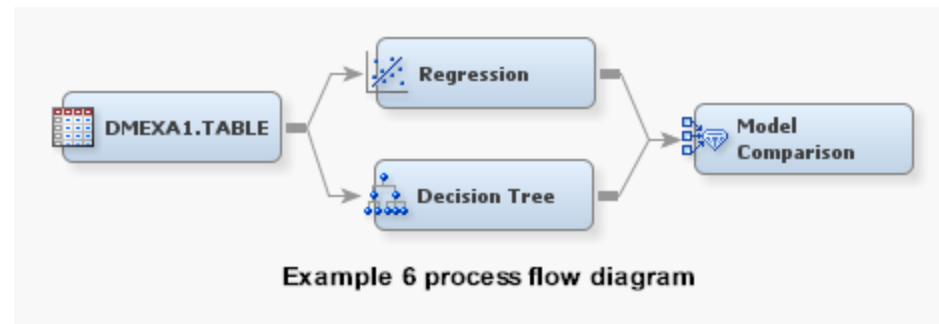 DMEXA1.TABLE
Regression
Decision Tree
Model
Comparison
Example 6 process flow diagram